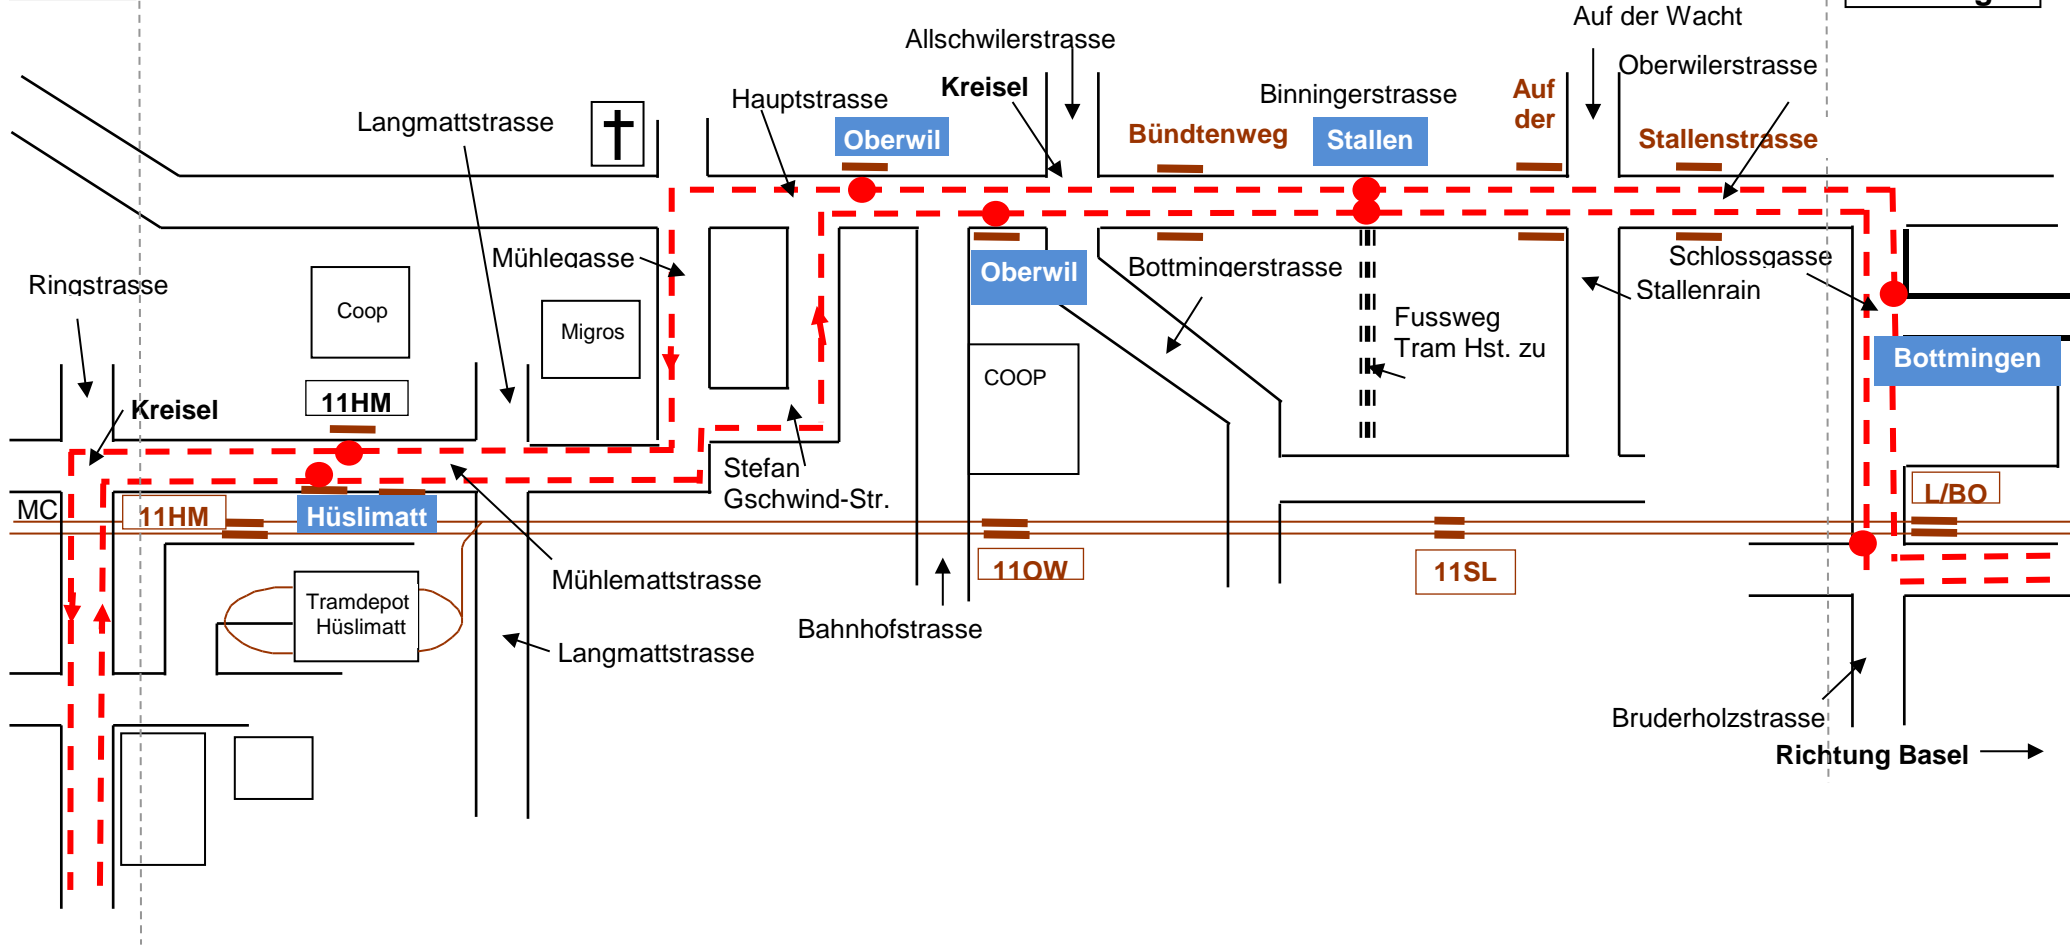 Auf der Wacht
Allschwilerstrasse
Oberwilerstrasse
Kreisel
Binningerstrasse
Auf
der
Hauptstrasse
Langmattstrasse
Oberwil
Bündtenweg
Stallen
Stallenstrasse
Mühlegasse
Ringstrasse
Oberwil
Bottmingerstrasse
Schlossgasse
Stallenrain
Coop
Migros
Fussweg
Tram Hst. zu
Bottmingen
COOP
11HM
Kreisel
Stefan
Gschwind-Str.
MC
11HM
Hüslimatt
L/BO
11OW
11SL
Mühlemattstrasse
Tramdepot
Hüslimatt
Bahnhofstrasse
Langmattstrasse
Bruderholzstrasse
Richtung Basel